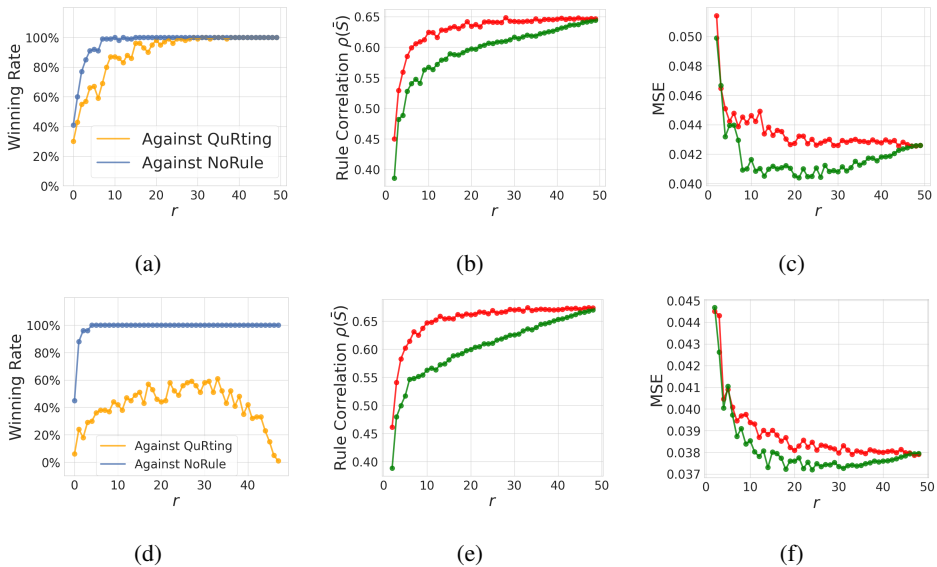 Winning Rate
100%
80%
60%
40%
20%
0%
Against QuRting
Against NoRule
0 10 20 30 40 50
r
(a)
Rule Correlation ρ(S̄)
0.65
0.60
0.55
0.50
0.45
0.40
0 10 20 30 40 50
r
(b)
MSE
0.050
0.048
0.046
0.044
0.042
0.040
0 10 20 30 40 50
r
(c)
Winning Rate
100%
80%
60%
40%
20%
0%
Against QuRting
Against NoRule
0 10 20 30 40
r
(d)
Rule Correlation ρ(S̄)
0.65
0.60
0.55
0.50
0.45
0.40
0 10 20 30 40 50
r
(e)
MSE
0.045
0.044
0.043
0.041
0.040
0.039
0.038
0.037
0 10 20 30 40 50
r
(f)